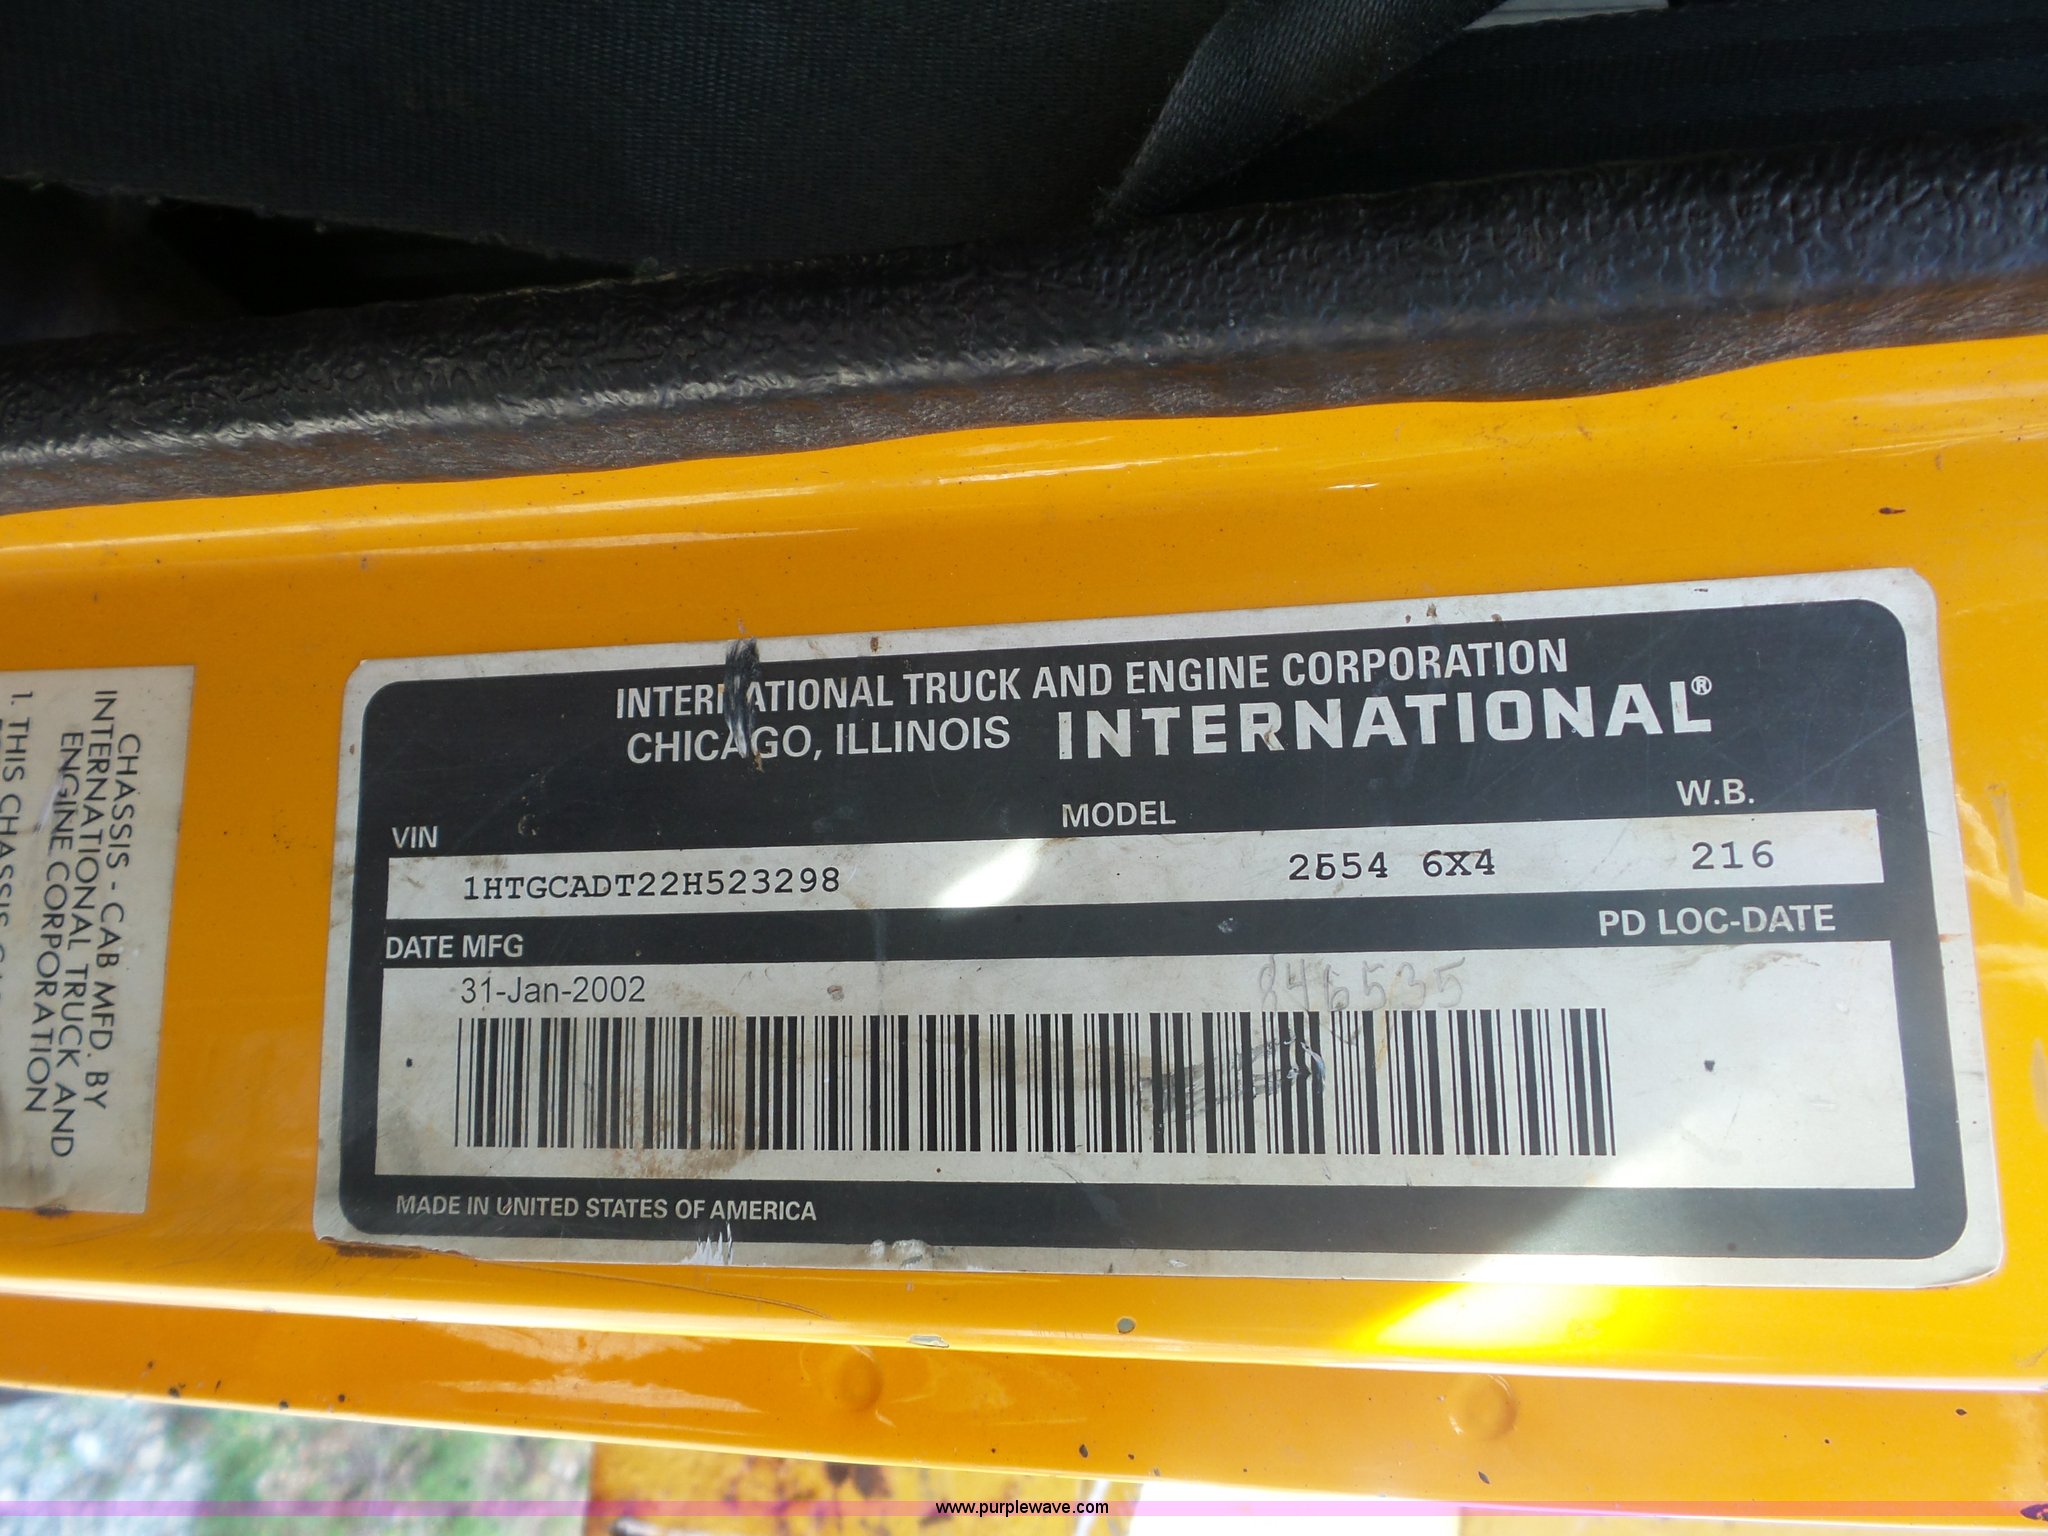 INTERNATIONAL TRUCK AND ENGINE CORPORATION
CHICAGO, ILLINOIS INTERNATIONAL®
VIN MODEL W.B.
1HTGCADT22H523298 2554 6X4 216
DATE MFG PD LOC-DATE
31-Jan-2002 846535
MADE IN UNITED STATES OF AMERICA
CHASSIS - CAB MFD. BY
INTERNATIONAL TRUCK AND
ENGINE CORPORATION
1. THIS CHASSIS
www.purplewave.com